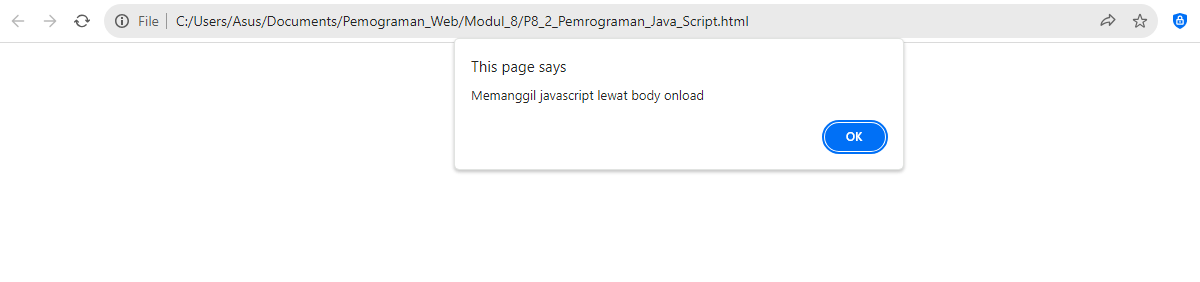 File C:/Users/Asus/Documents/Pemograman_Web/Modul_8/P8_2_Pemrograman_Java_Script.html
This page says
Memanggil javascript lewat body onload
OK